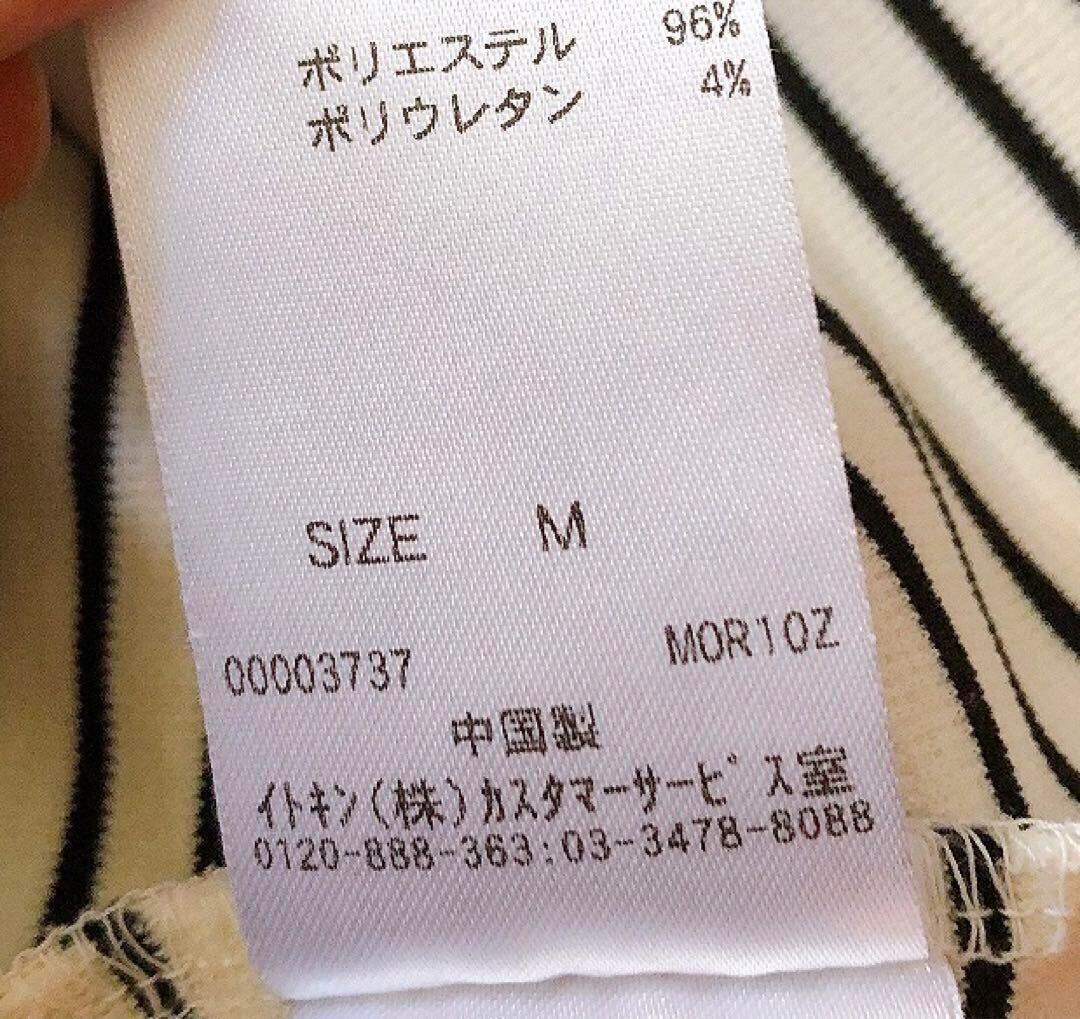 ポリエステル 96%
ポリウレタン 4%
SIZE M
00003737 MOR10Z
中国製
イトキン(株)カスタマーサービス室
0120-888-363:03-3478-8088